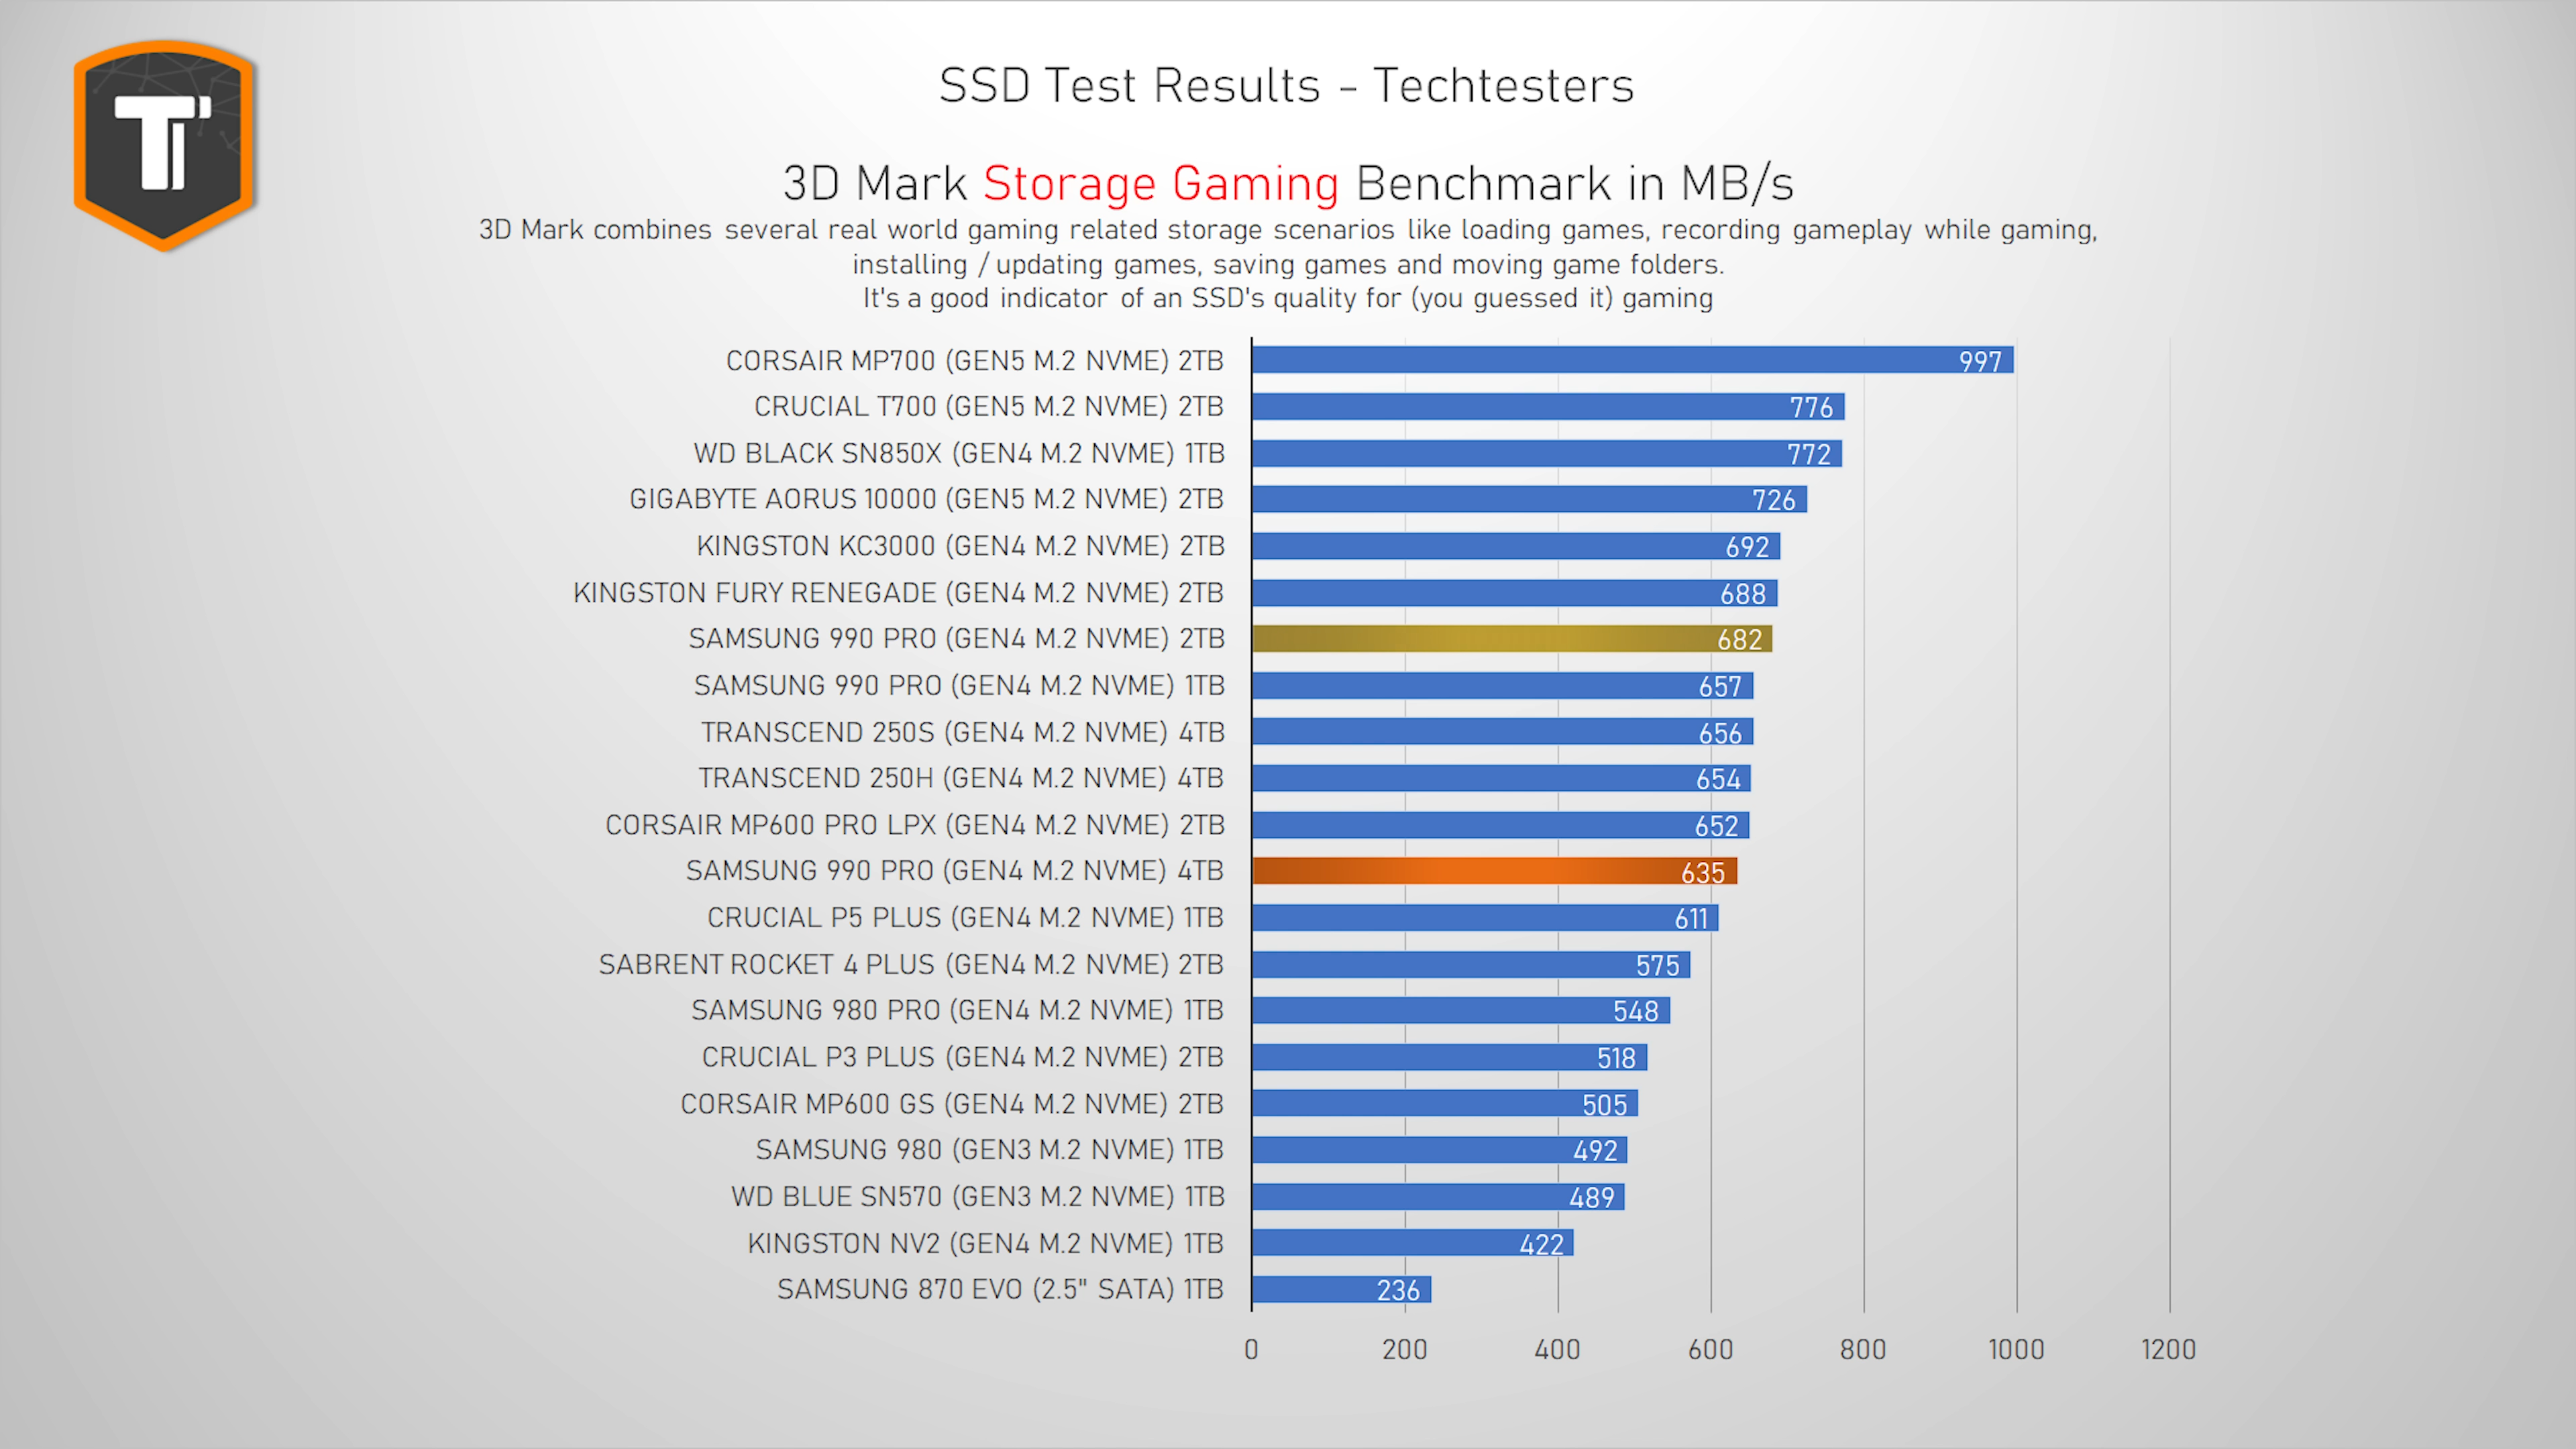 T
SSD Test Results - Techtesters
3D Mark Storage Gaming Benchmark in MB/s
3D Mark combines several real world gaming related storage scenarios like loading games, recording gameplay while gaming,
installing / updating games, saving games and moving game folders.
It's a good indicator of an SSD's quality for (you guessed it) gaming
CORSAIR MP700 (GEN5 M.2 NVME) 2TB 997
CRUCIAL T700 (GEN5 M.2 NVME) 2TB 776
WD BLACK SN850X (GEN4 M.2 NVME) 1TB 772
GIGABYTE AORUS 10000 (GEN5 M.2 NVME) 2TB 726
KINGSTON KC3000 (GEN4 M.2 NVME) 2TB 692
KINGSTON FURY RENEGADE (GEN4 M.2 NVME) 2TB 688
SAMSUNG 990 PRO (GEN4 M.2 NVME) 2TB 682
SAMSUNG 990 PRO (GEN4 M.2 NVME) 1TB 657
TRANSCEND 250S (GEN4 M.2 NVME) 4TB 656
TRANSCEND 250H (GEN4 M.2 NVME) 4TB 654
CORSAIR MP600 PRO LPX (GEN4 M.2 NVME) 2TB 652
SAMSUNG 990 PRO (GEN4 M.2 NVME) 4TB 635
CRUCIAL P5 PLUS (GEN4 M.2 NVME) 1TB 611
SABRENT ROCKET 4 PLUS (GEN4 M.2 NVME) 2TB 575
SAMSUNG 980 PRO (GEN4 M.2 NVME) 1TB 548
CRUCIAL P3 PLUS (GEN4 M.2 NVME) 2TB 518
CORSAIR MP600 GS (GEN4 M.2 NVME) 2TB 505
SAMSUNG 980 (GEN3 M.2 NVME) 1TB 492
WD BLUE SN570 (GEN3 M.2 NVME) 1TB 489
KINGSTON NV2 (GEN4 M.2 NVME) 1TB 422
SAMSUNG 870 EVO (2.5" SATA) 1TB 236
0 200 400 600 800 1000 1200